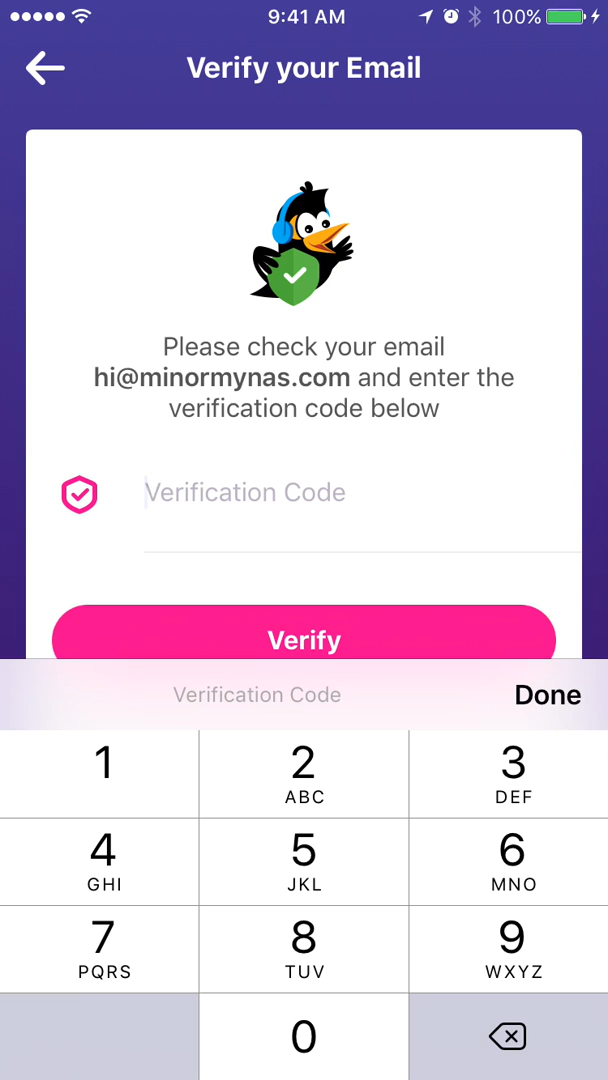 9:41 AM 100%
Verify your Email
Please check your email
hi@minormynas.com and enter the
verification code below
Verification Code
Verify
Verification Code Done
1 2 3
ABC DEF
4 5 6
GHI JKL MNO
7 8 9
PQRS TUV WXYZ
0